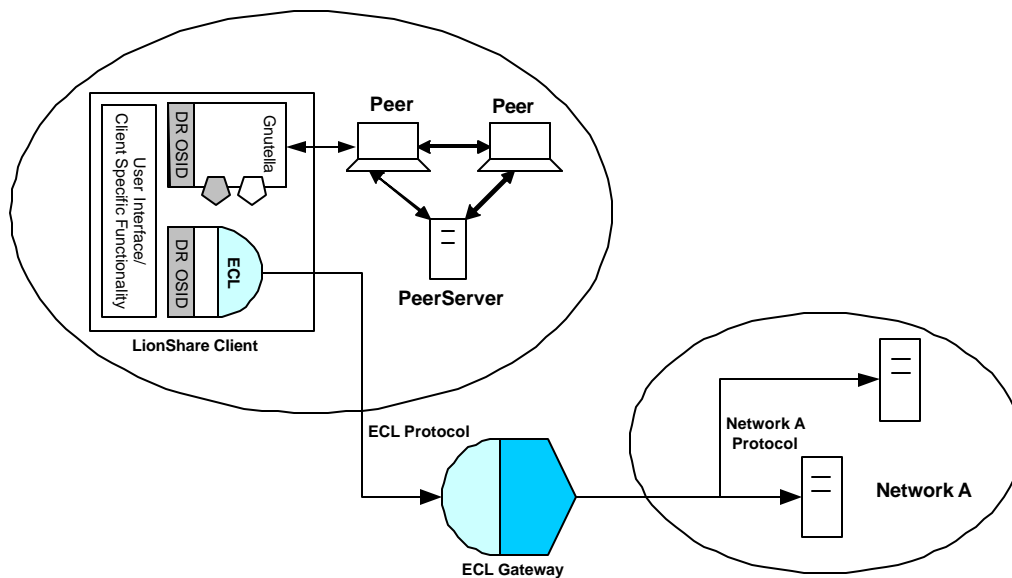 Peer
Peer
DR OSID
Gnutella
User Interface/
Client Specific Functionality
DR OSID
ECL
PeerServer
LionShare Client
ECL Protocol
Network A
Protocol
Network A
ECL Gateway